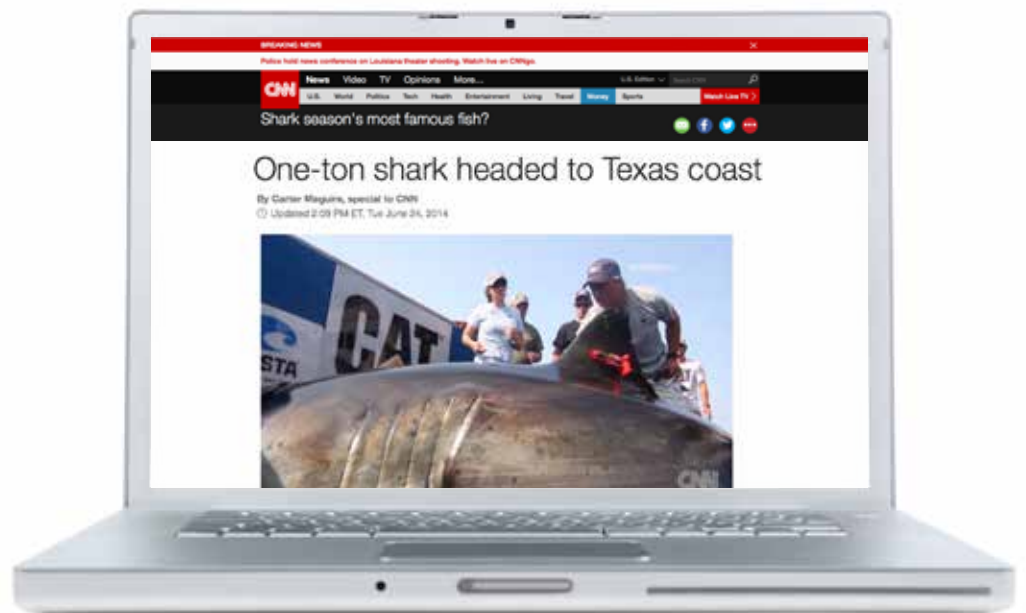 BREAKING NEWS
Police hold news conference on Louisiana theater shooting. Watch live on CNNgo.
CNN
News Video TV Opinions More...
U.S. Edition
Search CNN
U.S. World Politics Tech Health Entertainment Living Travel Money Sports
Watch Live TV
Shark season's most famous fish?
One-ton shark headed to Texas coast
By Carter Maguire, special to CNN
Updated 2:09 PM ET, Tue June 24, 2014
CAT
STA
CAT
CNN